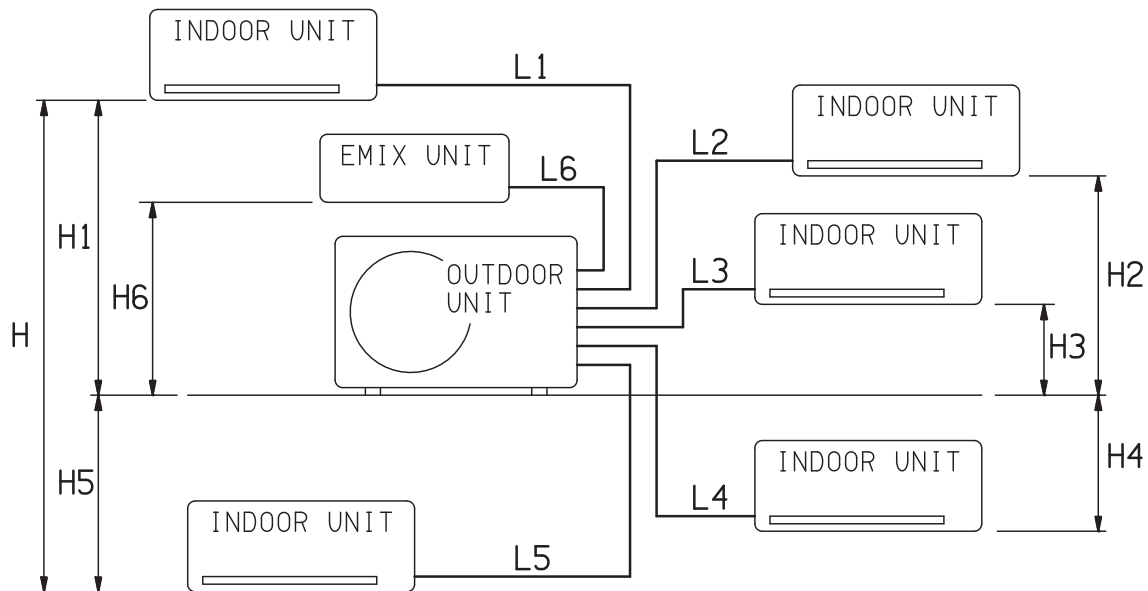 INDOOR UNIT
L1
INDOOR UNIT
EMIX UNIT
L6
L2
H1
H6
OUTDOOR
UNIT
INDOOR UNIT
L3
H2
H
H3
H5
INDOOR UNIT
H4
L4
INDOOR UNIT
L5